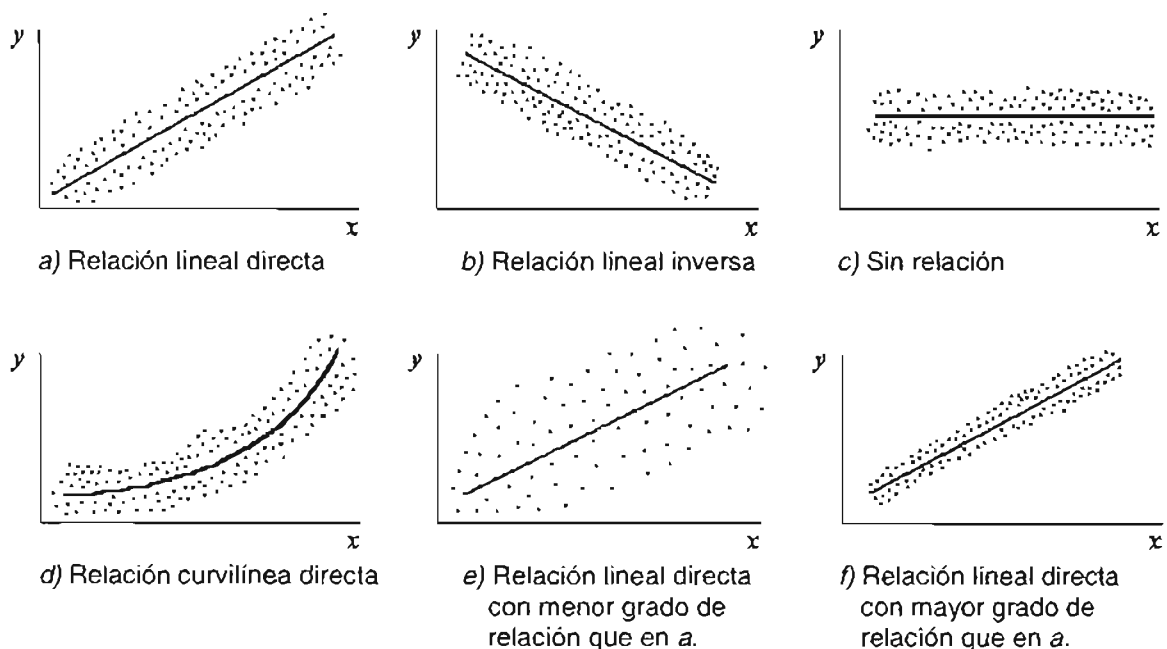 y
x
a) Relación lineal directa
y
x
b) Relación lineal inversa
y
x
c) Sin relación
y
x
d) Relación curvilínea directa
y
x
e) Relación lineal directa
con menor grado de
relación que en a.
y
x
f) Relación lineal directa
con mayor grado de
relación que en a.